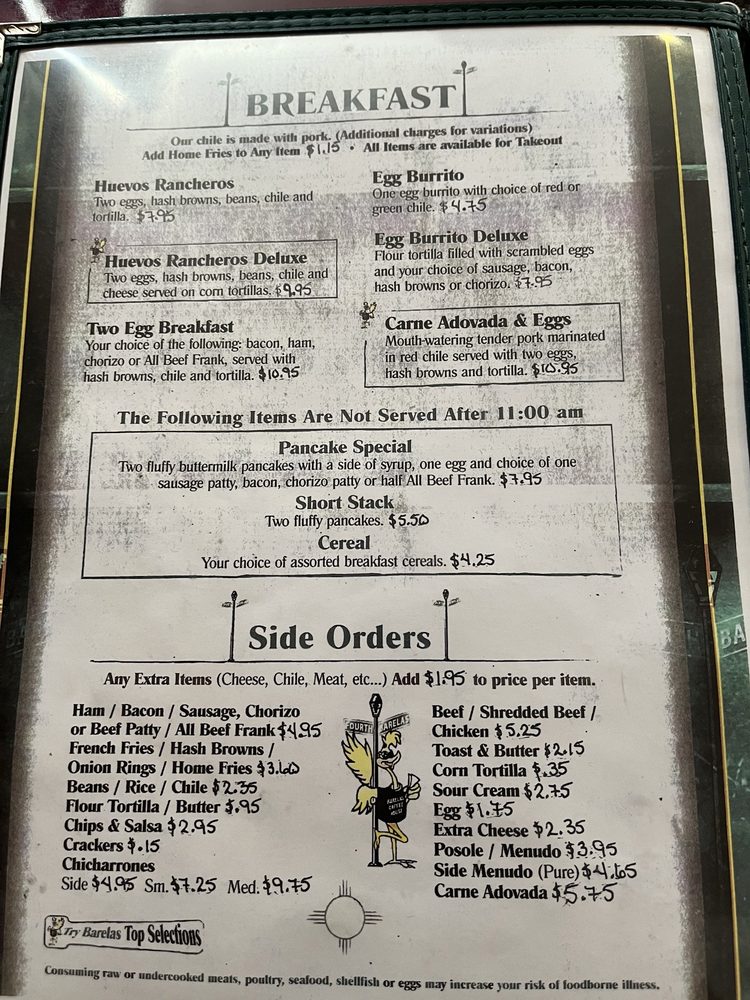 BREAKFAST
Our chile is made with pork. (Additional charges for variations)
Add Home Fries to Any Item $1.15 • All Items are available for Takeout
Huevos Rancheros
Two eggs, hash browns, beans, chile and
tortilla. $7.95
Huevos Rancheros Deluxe
Two eggs, hash browns, beans, chile and
cheese served on corn tortillas. $9.95
Two Egg Breakfast
Your choice of the following: bacon, ham,
chorizo or All Beef Frank, served with
hash browns, chile and tortilla. $10.95
Egg Burrito
One egg burrito with choice of red or
green chile. $4.75
Egg Burrito Deluxe
Flour tortilla filled with scrambled eggs
and your choice of sausage, bacon,
hash browns or chorizo. $7.95
Carne Adovada & Eggs
Mouth-watering tender pork marinated
in red chile served with two eggs,
hash browns and tortilla. $10.95
The Following Items Are Not Served After 11:00 am
Pancake Special
Two fluffy buttermilk pancakes with a side of syrup, one egg and choice of one
sausage patty, bacon, chorizo patty or half All Beef Frank. $7.95
Short Stack
Two fluffy pancakes. $5.50
Cereal
Your choice of assorted breakfast cereals. $4.25
Side Orders
Any Extra Items (Cheese, Chile, Meat, etc...) Add $1.95 to price per item.
Ham / Bacon / Sausage, Chorizo
or Beef Patty / All Beef Frank $4.95
French Fries / Hash Browns /
Onion Rings / Home Fries $3.60
Beans / Rice / Chile $2.35
Flour Tortilla / Butter $.95
Chips & Salsa $2.95
Crackers $.15
Chicharrones
Side $4.95 Sm. $7.25 Med. $9.75
BARELAS
COFFEE
HOUSE
Beef / Shredded Beef /
Chicken $5.25
Toast & Butter $2.15
Corn Tortilla $.35
Sour Cream $2.75
Egg $1.75
Extra Cheese $2.35
Posole / Menudo $3.95
Side Menudo (Pure) $4.65
Carne Adovada $5.75
Try Barelas Top Selections
Consuming raw or undercooked meats, poultry, seafood, shellfish or eggs may increase your risk of foodborne illness.